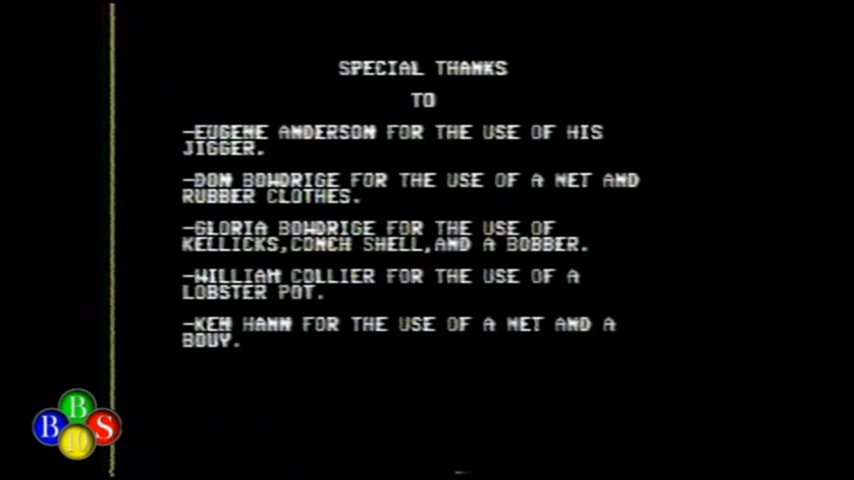 SPECIAL THANKS
TO
-EUGENE ANDERSON FOR THE USE OF HIS
JIGGER.
-DON BOWDRIGE FOR THE USE OF A NET AND
RUBBER CLOTHES.
-GLORIA BOWDRIGE FOR THE USE OF
KELLICKS,CONCH SHELL,AND A BOBBER.
-WILLIAM COLLIER FOR THE USE OF A
LOBSTER POT.
-KEN HANN FOR THE USE OF A NET AND A
BOUY.
B
B S
10